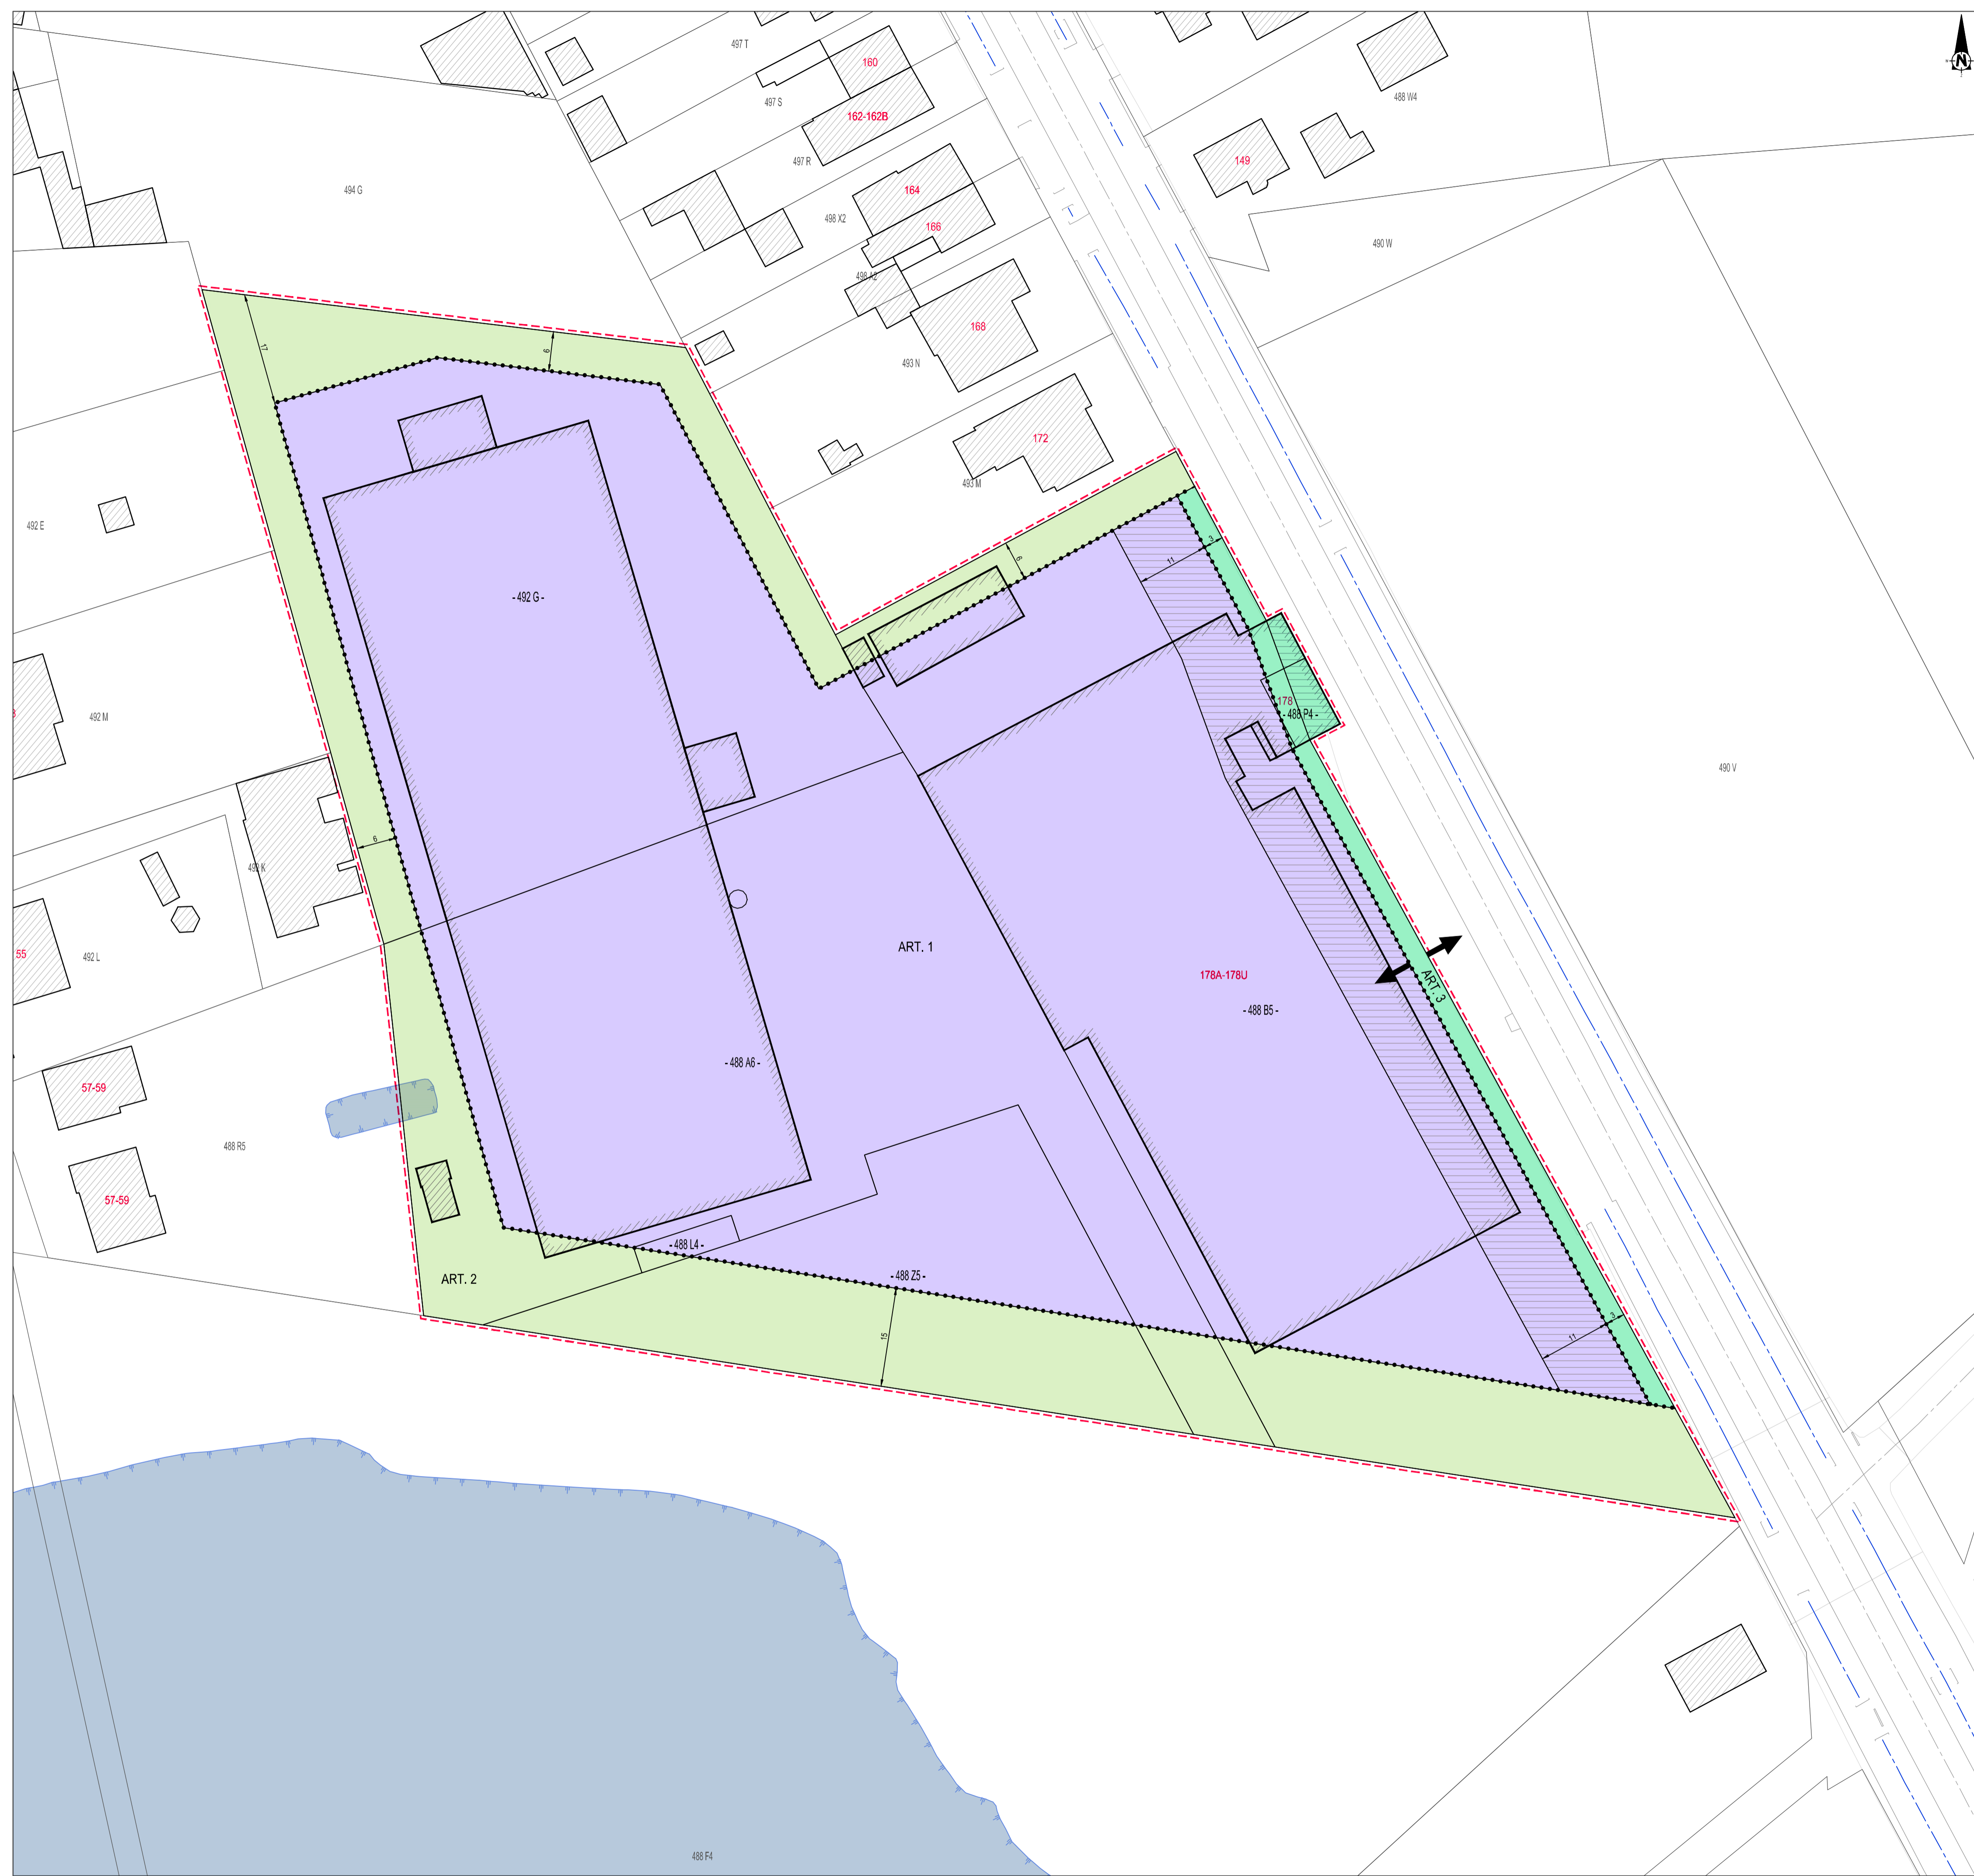 497 T
160
497 S
162-162B
497 R
488 W4
149
N
494 G
164
498 X2
166
490 W
498 A2
168
493 N
17
6
172
493 M
492 E
3
11
6
- 492 G -
492 M
178
- 488 P4 -
490 V
6
492 K
55
492 L
ART. 1
178A-178U
ART. 3
- 488 B5 -
- 488 A6 -
57-59
488 R5
57-59
- 488 L4 -
ART. 2
- 488 Z5 -
15
3
11
488 F4